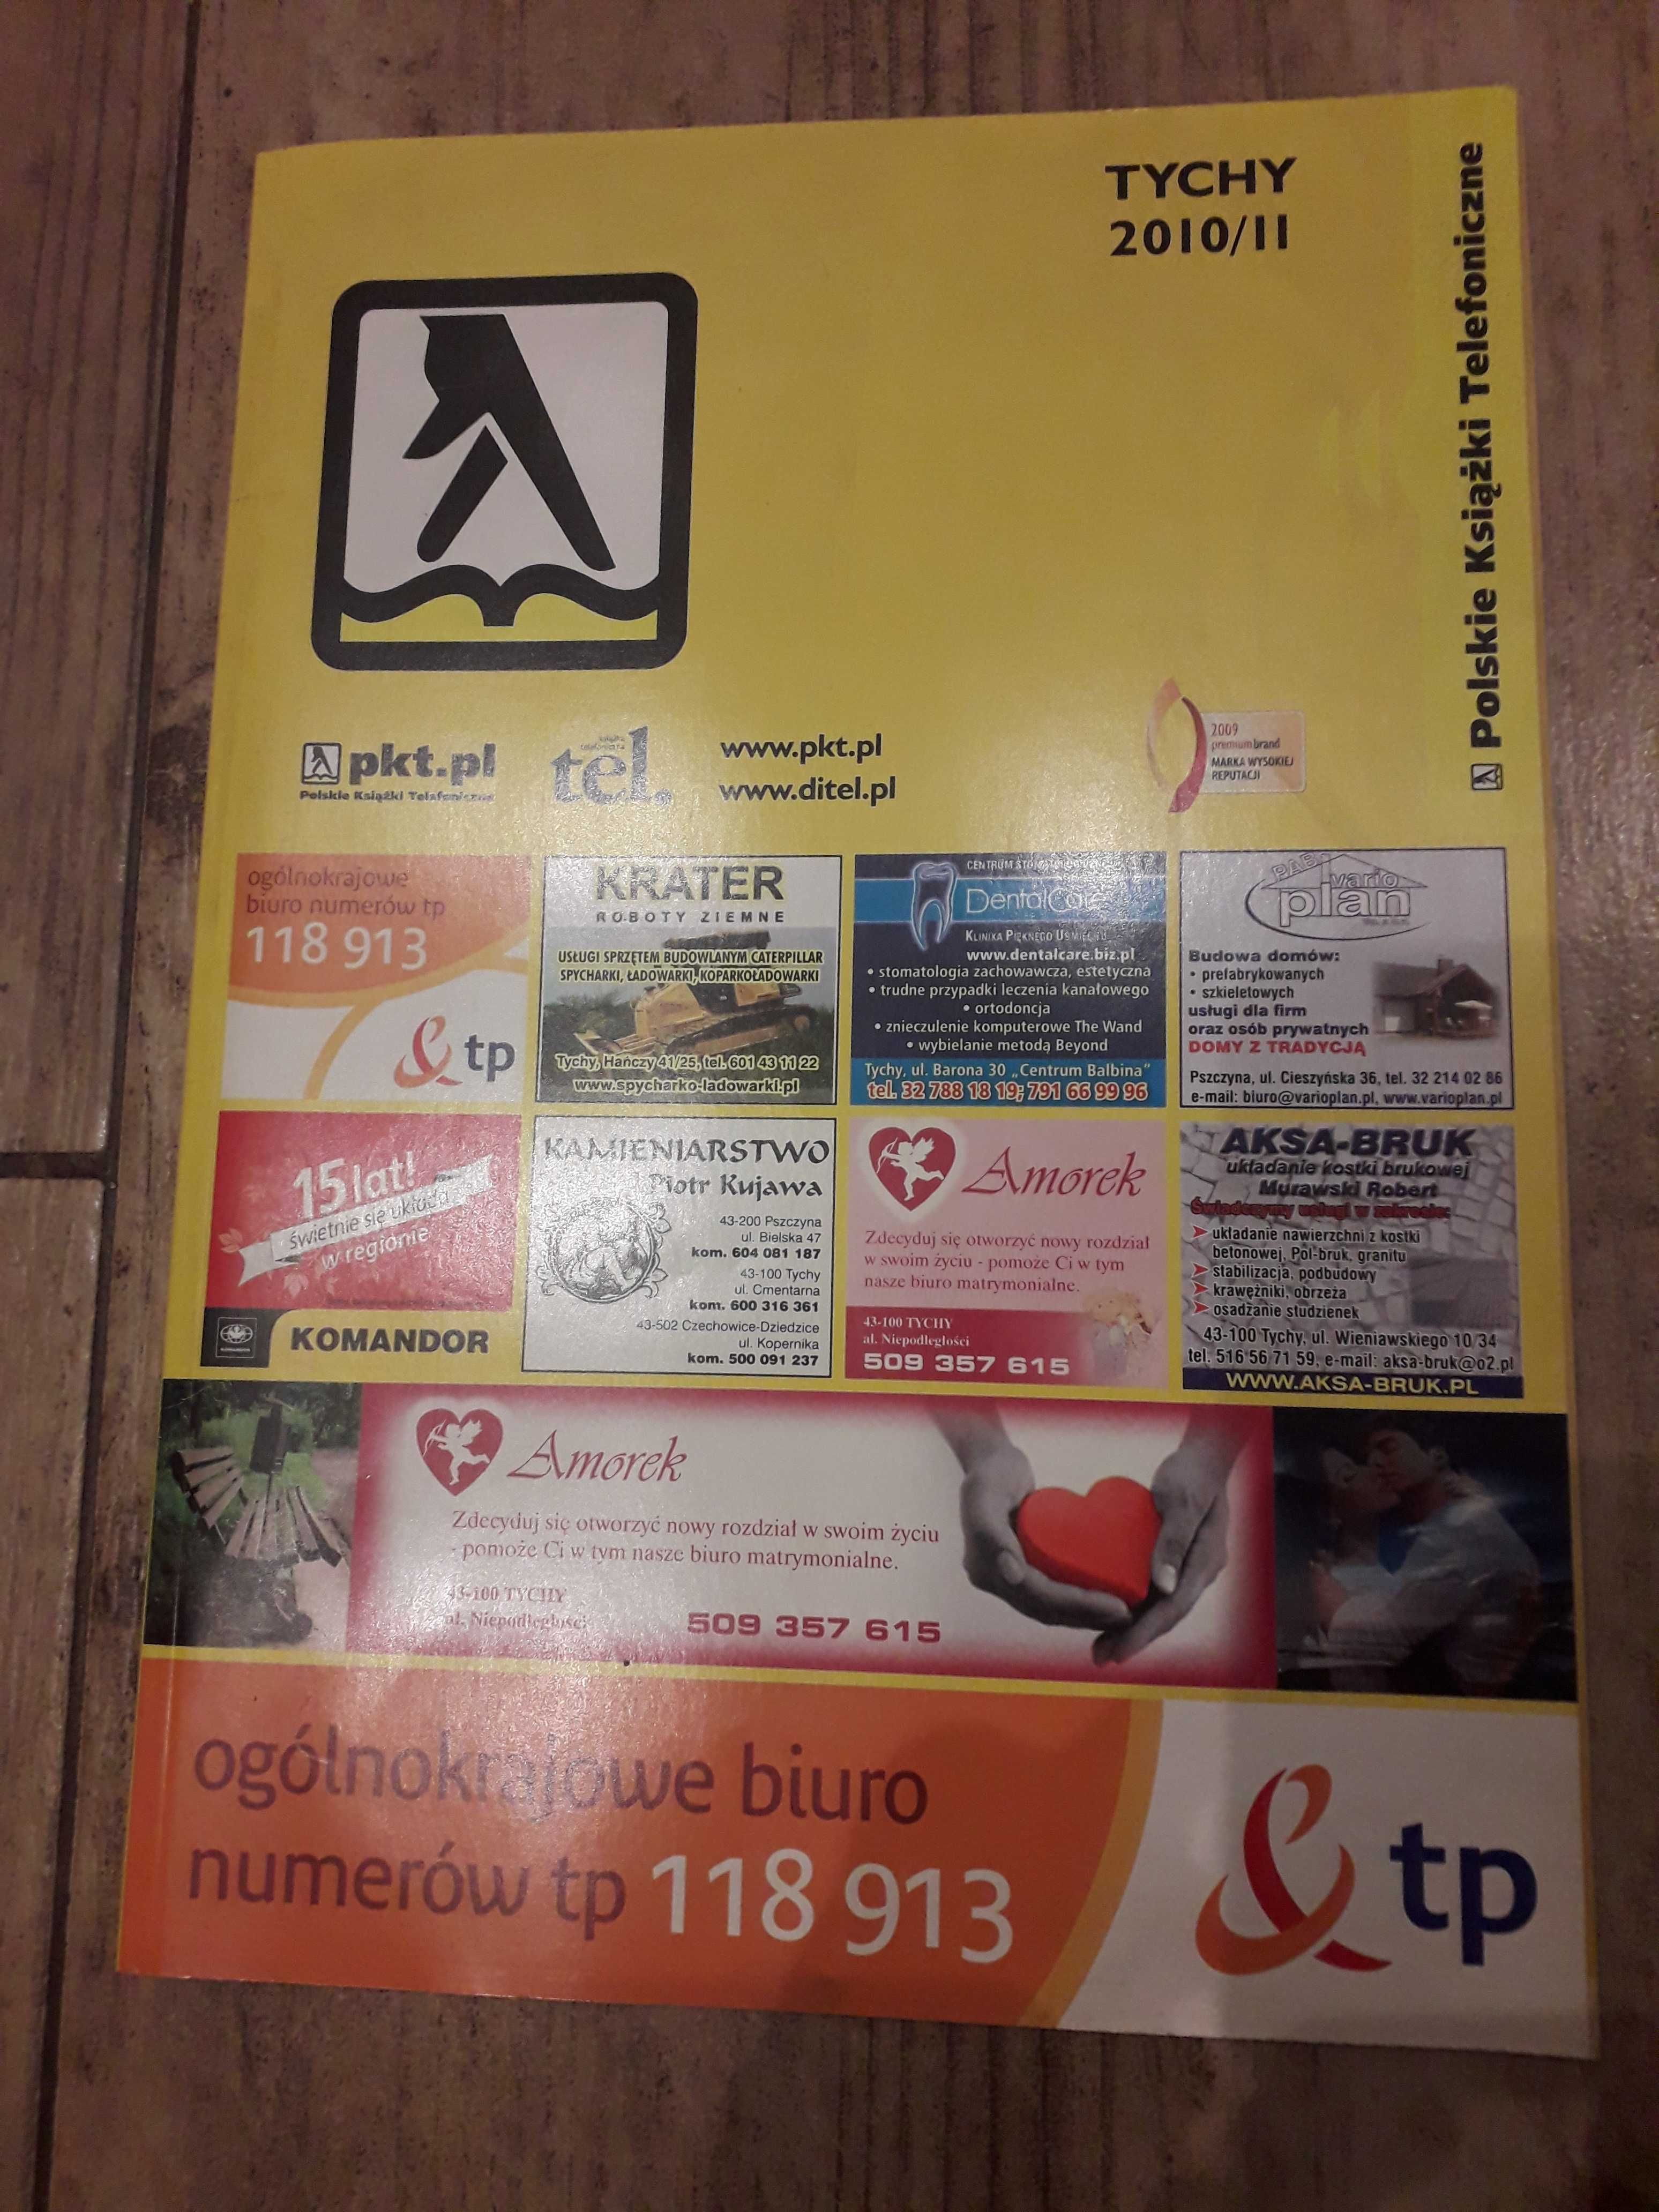 TYCHY
2010/11
Polskie Książki Telefoniczne
pkt.pl
Polskie Książki Telefoniczne
tel.
www.pkt.pl
www.ditel.pl
2009
premium brand
MARKA WYSOKIEJ
REPUTACJI
ogólnokrajowe
biuro numerów tp
118 913
tp
KRATER
ROBOTY ZIEMNE
USŁUGI SPRZĘTEM BUDOWLANYM CATERPILLAR
SPYCHARKI, ŁADOWARKI, KOPARKOŁADOWARKI
Tychy, Hańczy 41/25, tel. 601 43 11 22
www.spycharko-ladowarki.pl
CENTRUM
DentalCare
KLINIKA PIĘKNEGO UŚMIECHU
www.dentalcare.biz.pl
• stomatologia zachowawcza, estetyczna
• trudne przypadki leczenia kanałowego
• ortodoncja
• znieczulenie komputerowe The Wand
• wybielanie metodą Beyond
Tychy, ul. Barona 30 „Centrum Balbina"
tel. 32 788 18 19; 791 66 99 96
PAB vario
plan
Budowa domów:
• prefabrykowanych
• szkieletowych
usługi dla firm
oraz osób prywatnych
DOMY Z TRADYCJĄ
Pszczyna, ul. Cieszyńska 36, tel. 32 214 02 86
e-mail: biuro@varioplan.pl, www.varioplan.pl
15 lat!
świetnie się układa
w regionie
KOMANDOR
KAMIENIARSTWO
Piotr Kujawa
43-200 Pszczyna
ul. Bielska 47
kom. 604 081 187
43-100 Tychy
ul. Cmentarna
kom. 600 316 361
43-502 Czechowice-Dziedzice
ul. Kopernika
kom. 500 091 237
Amorek
Zdecyduj się otworzyć nowy rozdział
w swoim życiu - pomoże Ci w tym
nasze biuro matrymonialne.
43-100 TYCHY
al. Niepodległości
509 357 615
AKSA-BRUK
układanie kostki brukowej
Murawski Robert
Świadczymy usługi w zakresie:
układanie nawierzchni z kostki
betonowej, Pol-bruk, granitu
stabilizacja, podbudowy
krawężniki, obrzeża
osadzanie studzienek
43-100 Tychy, ul. Wieniawskiego 10/34
tel. 516 56 71 59, e-mail: aksa-bruk@o2.pl
WWW.AKSA-BRUK.PL
Amorek
Zdecyduj się otworzyć nowy rozdział w swoim życiu
- pomoże Ci w tym nasze biuro matrymonialne.
43-100 TYCHY
al. Niepodległości
509 357 615
ogólnokrajowe biuro
numerów tp 118 913
tp